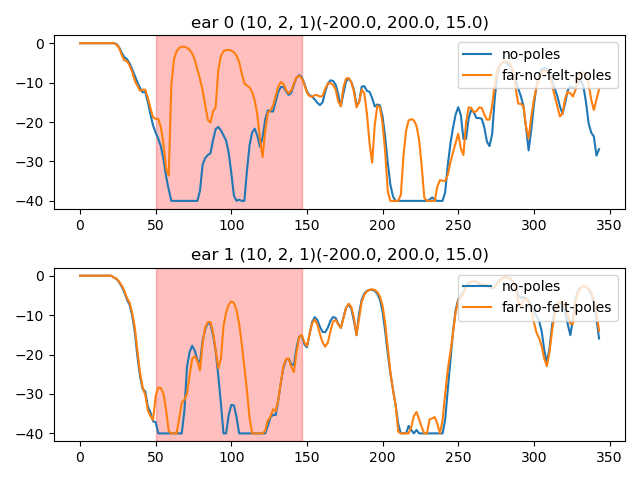 ear 0 (10, 2, 1)(-200.0, 200.0, 15.0)
0
−10
−20
−30
−40
no-poles
far-no-felt-poles
0 50 100 150 200 250 300 350
ear 1 (10, 2, 1)(-200.0, 200.0, 15.0)
0
−10
−20
−30
−40
no-poles
far-no-felt-poles
0 50 100 150 200 250 300 350